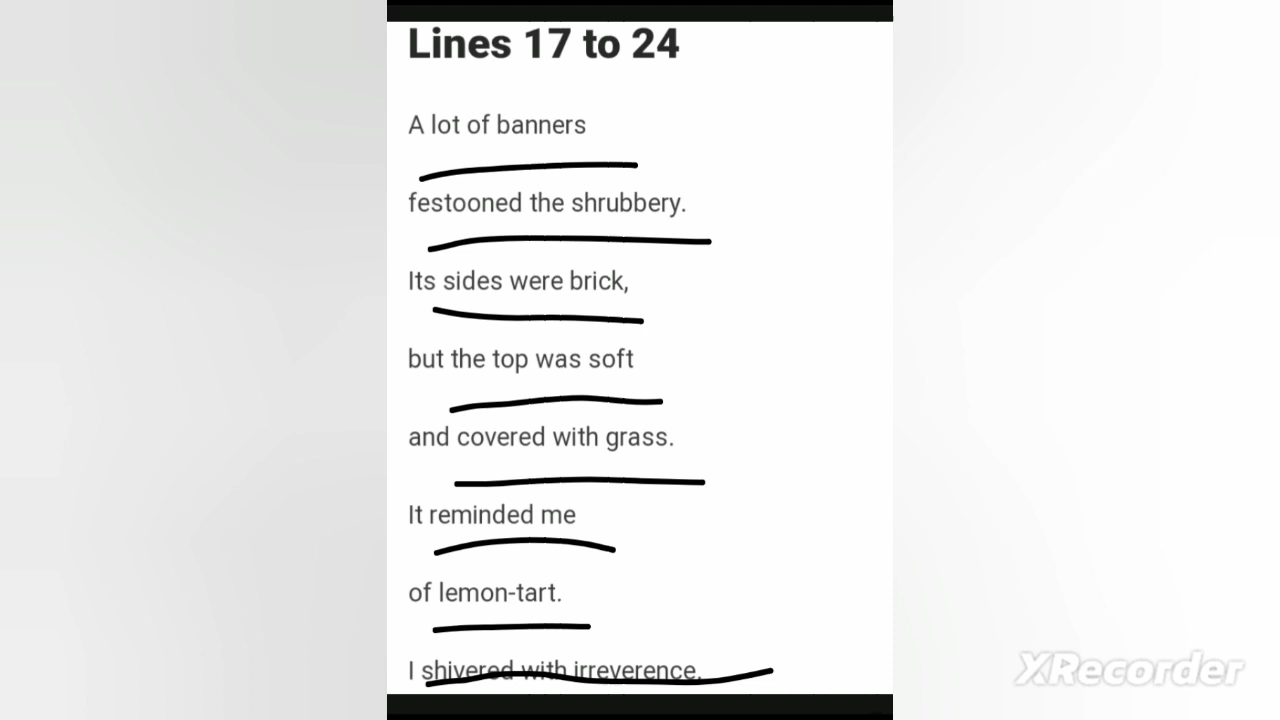 Lines 17 to 24
A lot of banners
festooned the shrubbery.
Its sides were brick,
but the top was soft
and covered with grass.
It reminded me
of lemon-tart.
I shivered with irreverence.
XRecorder